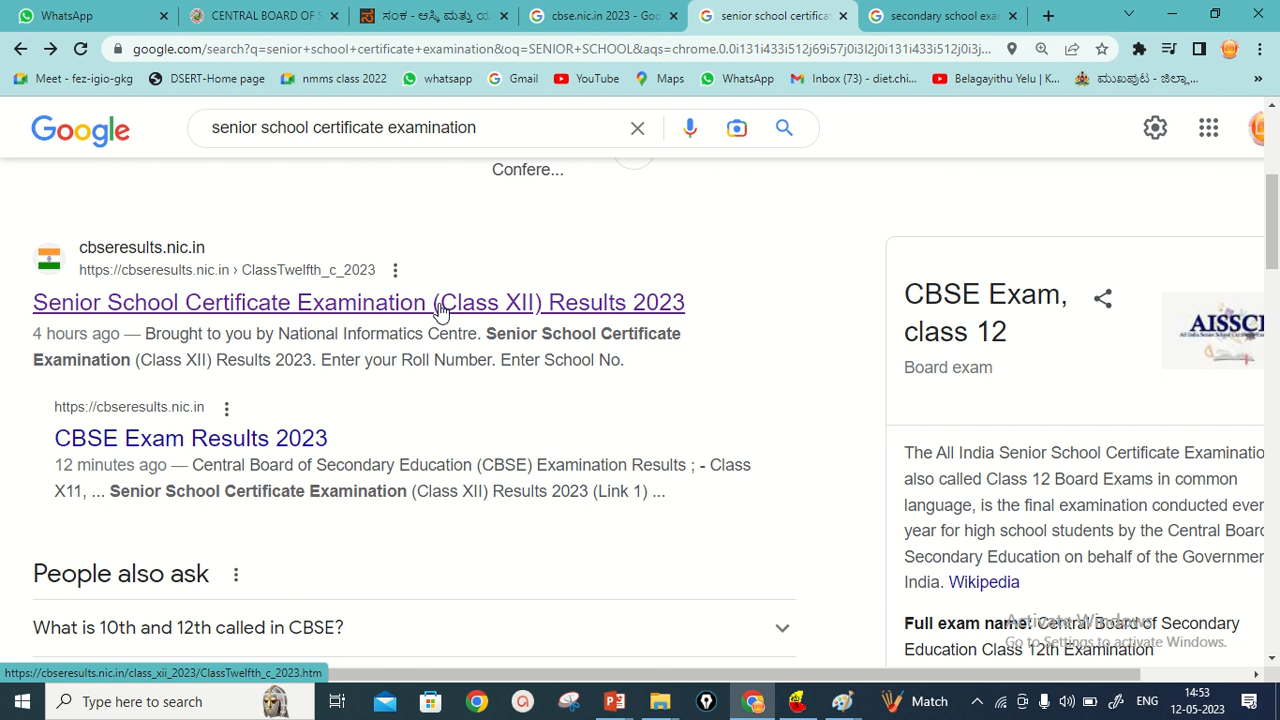 WhatsApp
CENTRAL BOARD OF S
ಸಂಕ - ಆಸ್ತಿ ಮತ್ತು ಯ
cbse.nic.in 2023 - Goo
senior school certifica
secondary school exa
google.com/search?q=senior+school+certificate+examination&oq=SENIOR+SCHOOL&aqs=chrome.0.0i131i433i512j69i57j0i3l2j0i131i433i512j0i3j...
Meet - fez-igio-gkg
DSERT-Home page
nmms class 2022
whatsapp
Gmail
YouTube
Maps
WhatsApp
Inbox (73) - diet.chi...
Belagayithu Yelu | K...
ಮುಖಪುಟ - ಜಿಲ್ಲಾ...
»
Google
senior school certificate examination
Confere...
cbseresults.nic.in
https://cbseresults.nic.in › ClassTwelfth_c_2023
Senior School Certificate Examination (Class XII) Results 2023
4 hours ago — Brought to you by National Informatics Centre. Senior School Certificate
Examination (Class XII) Results 2023. Enter your Roll Number. Enter School No.
https://cbseresults.nic.in
CBSE Exam Results 2023
12 minutes ago — Central Board of Secondary Education (CBSE) Examination Results ; - Class
X11, ... Senior School Certificate Examination (Class XII) Results 2023 (Link 1) ...
People also ask
What is 10th and 12th called in CBSE?
CBSE Exam,
class 12
Board exam
AISSCE
The All India Senior School Certificate Examinatio
also called Class 12 Board Exams in common
language, is the final examination conducted ever
year for high school students by the Central Board
Secondary Education on behalf of the Governmer
India. Wikipedia
Full exam name: Central Board of Secondary
Education Class 12th Examination
Activate Windows
Go to Settings to activate Windows.
https://cbseresults.nic.in/class_xii_2023/ClassTwelfth_c_2023.htm
Type here to search
Match
ENG
14:53
12-05-2023